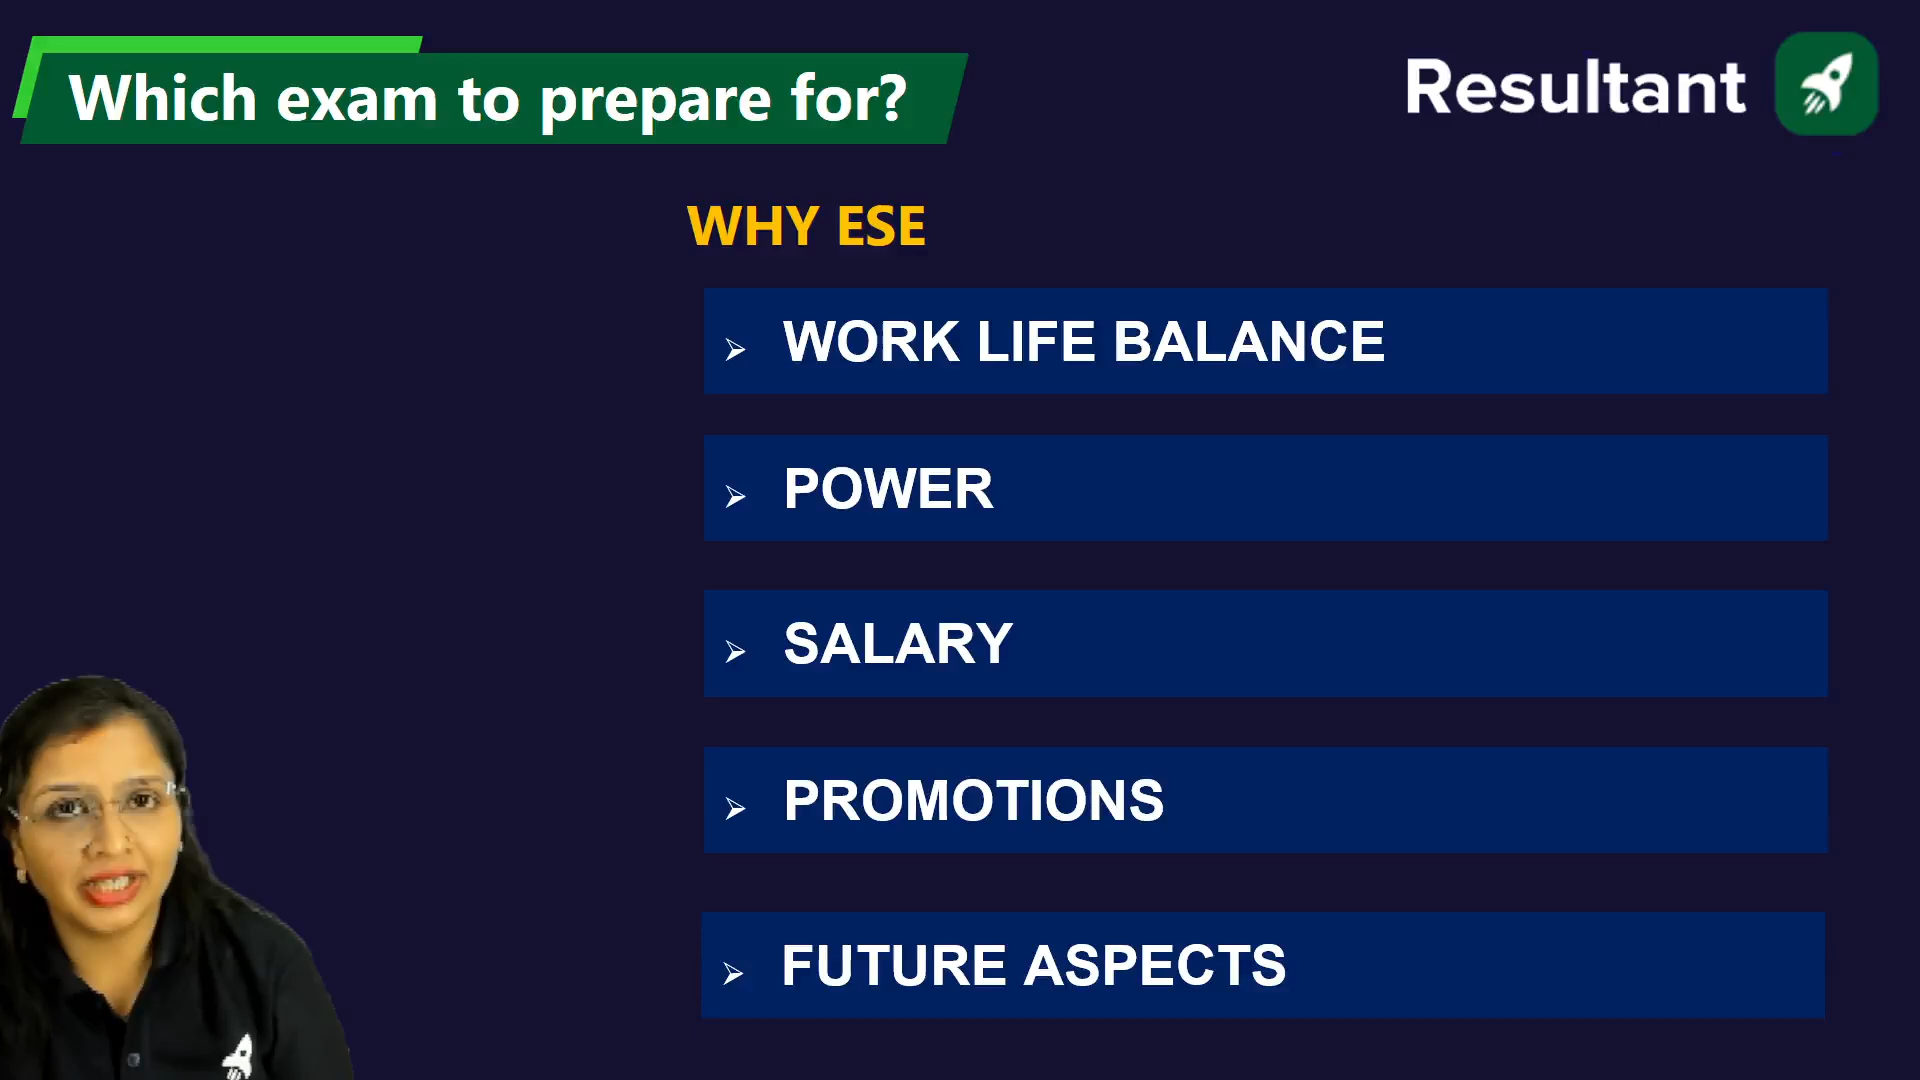 Which exam to prepare for?
Resultant
WHY ESE
➢ WORK LIFE BALANCE
➢ POWER
➢ SALARY
➢ PROMOTIONS
➢ FUTURE ASPECTS